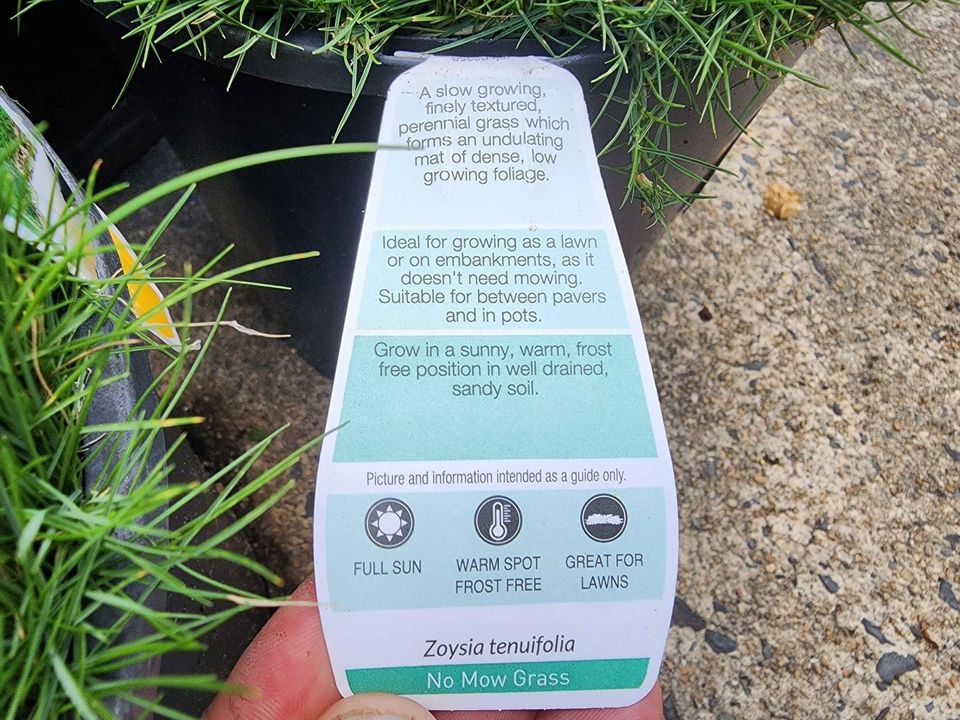 A slow growing,
finely textured,
perennial grass which
forms an undulating
mat of dense, low
growing foliage.
Ideal for growing as a lawn
or on embankments, as it
doesn't need mowing.
Suitable for between pavers
and in pots.
Grow in a sunny, warm, frost
free position in well drained,
sandy soil.
Picture and information intended as a guide only.
FULL SUN
WARM SPOT
FROST FREE
GREAT FOR
LAWNS
Zoysia tenuifolia
No Mow Grass